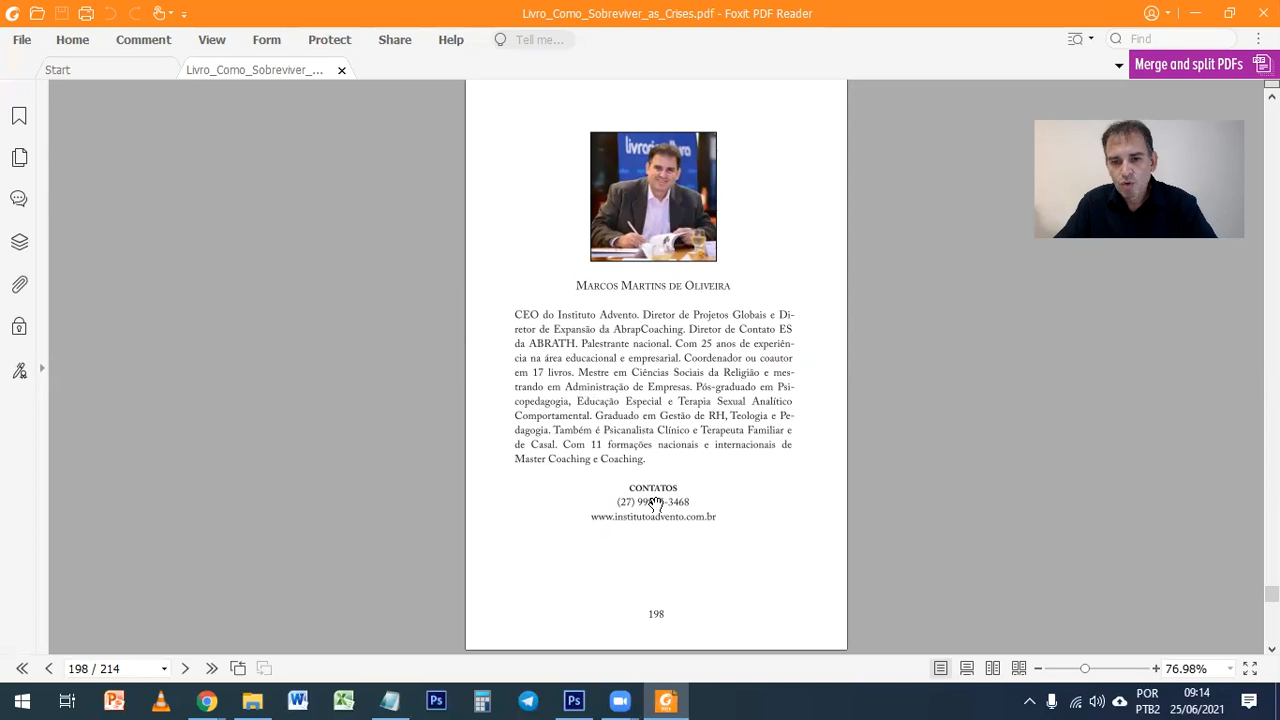 Livro_Como_Sobreviver_as_Crises.pdf - Foxit PDF Reader
File Home Comment View Form Protect Share Help Tell me... Find
Start Livro_Como_Sobreviver_... Merge and split PDFs
MARCOS MARTINS DE OLIVEIRA
CEO do Instituto Advento. Diretor de Projetos Globais e Di-
retor de Expansão da AbrapCoaching. Diretor de Contato ES
da ABRATH. Palestrante nacional. Com 25 anos de experiên-
cia na área educacional e empresarial. Coordenador ou coautor
em 17 livros. Mestre em Ciências Sociais da Religião e mes-
trando em Administração de Empresas. Pós-graduado em Psi-
copedagogia, Educação Especial e Terapia Sexual Analítico
Comportamental. Graduado em Gestão de RH, Teologia e Pe-
dagogia. Também é Psicanalista Clínico e Terapeuta Familiar e
de Casal. Com 11 formações nacionais e internacionais de
Master Coaching e Coaching.
CONTATOS
(27) -3468
www.institutoadvento.com.br
198
198 / 214 76.98%
POR 09:14
PTB2 25/06/2021